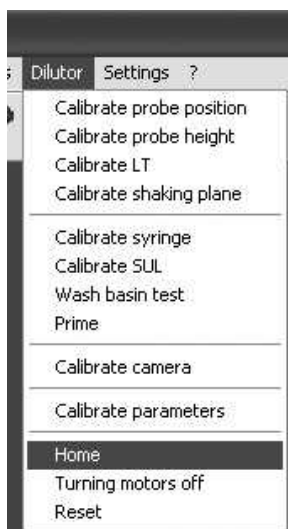 Dilutor Settings ?
Calibrate probe position
Calibrate probe height
Calibrate LT
Calibrate shaking plane
Calibrate syringe
Calibrate SUL
Wash basin test
Prime
Calibrate camera
Calibrate parameters
Home
Turning motors off
Reset